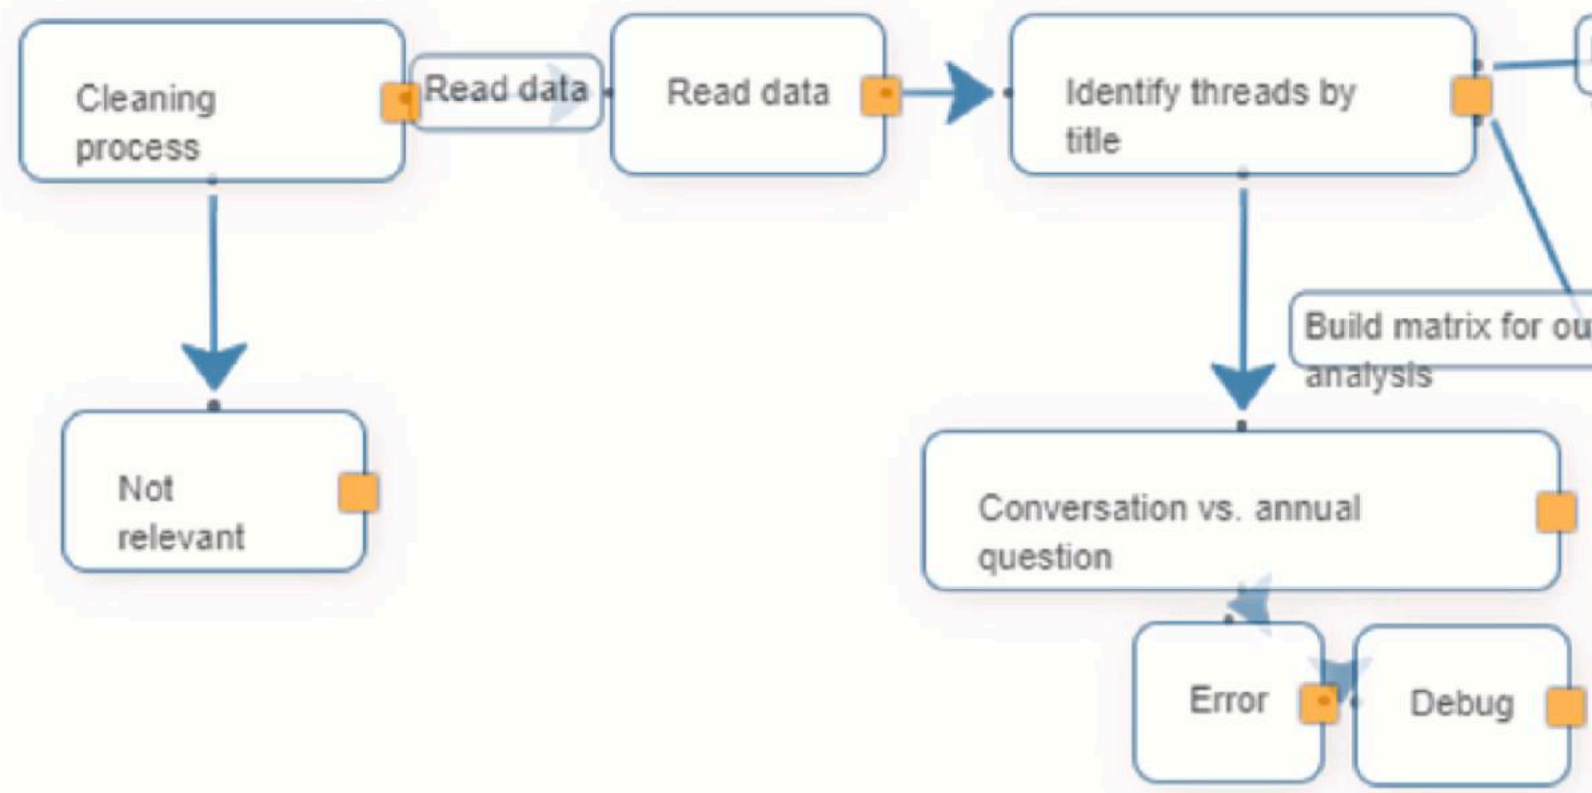 Cleaning
process
Read data
Read data
Identify threads by
title
Build matrix for
analysis
Not
relevant
Conversation vs. annual
question
Error
Debug